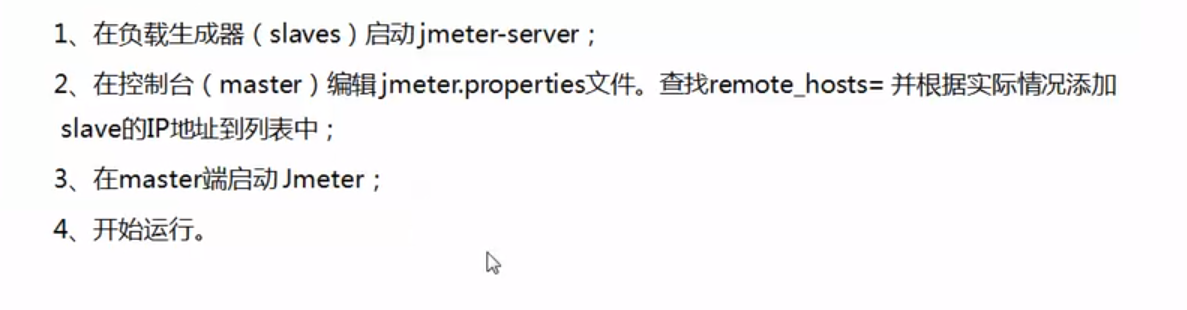 1、在负载生成器（slaves）启动jmeter-server；
2、在控制台（master）编辑jmeter.properties文件。查找remote_hosts= 并根据实际情况添加
slave的IP地址到列表中；
3、在master端启动Jmeter；
4、开始运行。